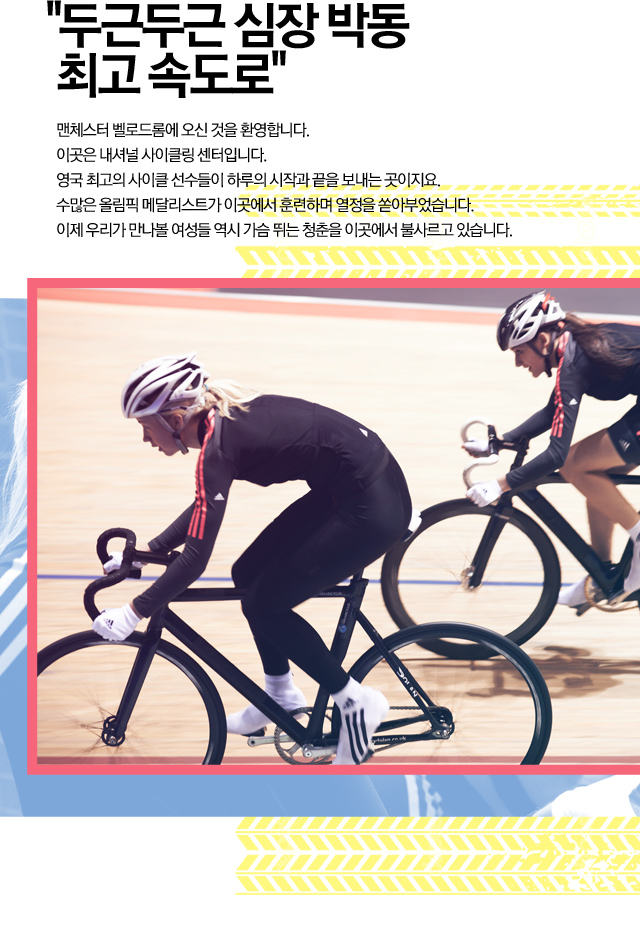 "두근두근 심장 박동
최고 속도로"
맨체스터 벨로드롬에 오신 것을 환영합니다.
이곳은 내셔널 사이클링 센터입니다.
영국 최고의 사이클 선수들이 하루의 시작과 끝을 보내는 곳이지요.
수많은 올림픽 메달리스트가 이곳에서 훈련하며 열정을 쏟아부었습니다.
이제 우리가 만나볼 여성들 역시 가슴 뛰는 청춘을 이곳에서 불사르고 있습니다.
adidas